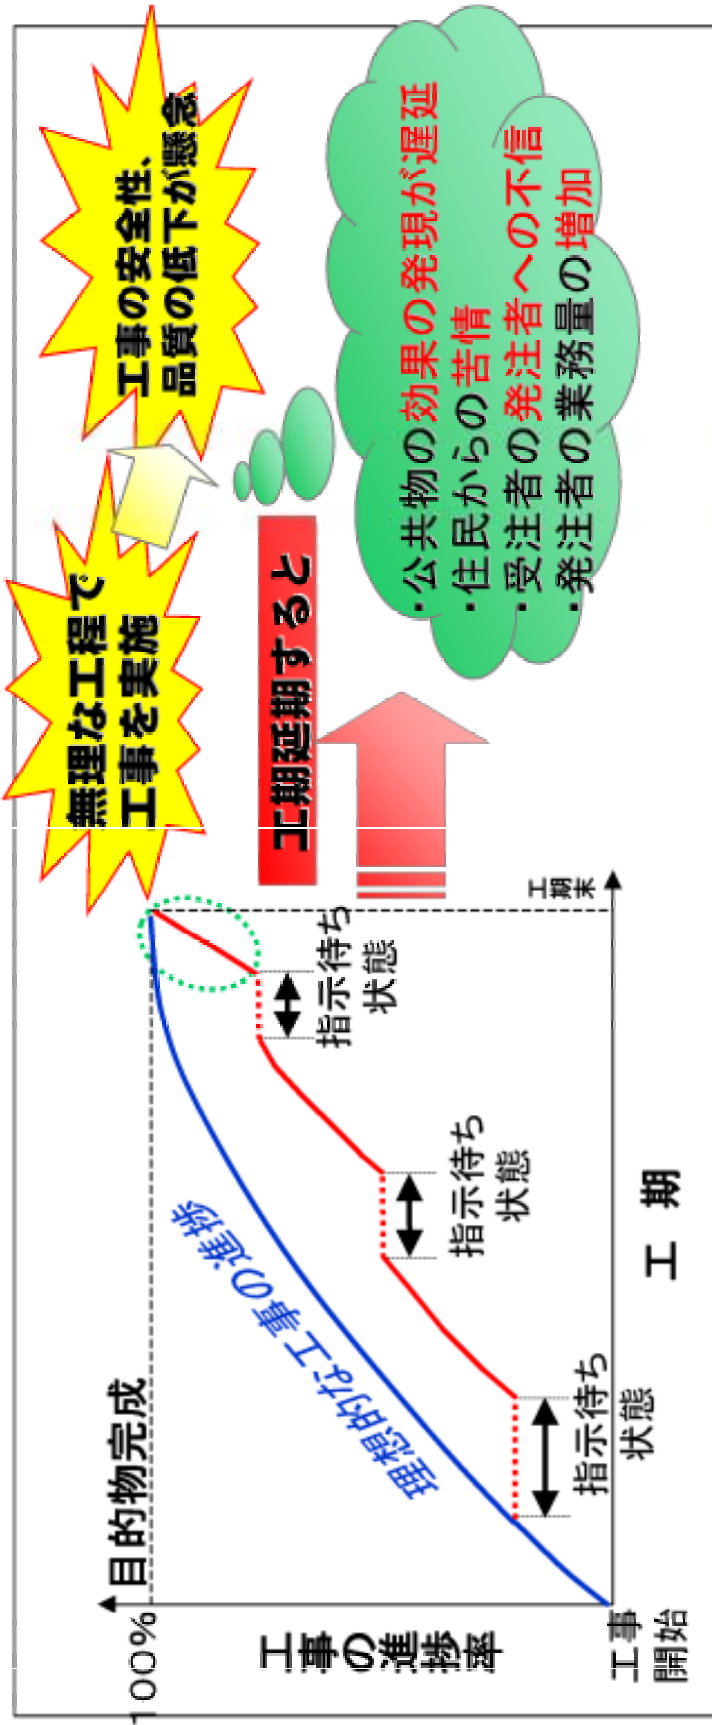 無理な工程で
工事を実施
工事の安全性、
品質の低下が懸念
工期延期すると
・公共物の効果の発現が遅延
・住民からの苦情
・受注者の発注者への不信
・発注者の業務量の増加
100%
目的物完成
工事の進捗率
理想的な工事の進捗
指示待ち
状態
指示待ち
状態
指示待ち
状態
工期末
工事
開始
工 期